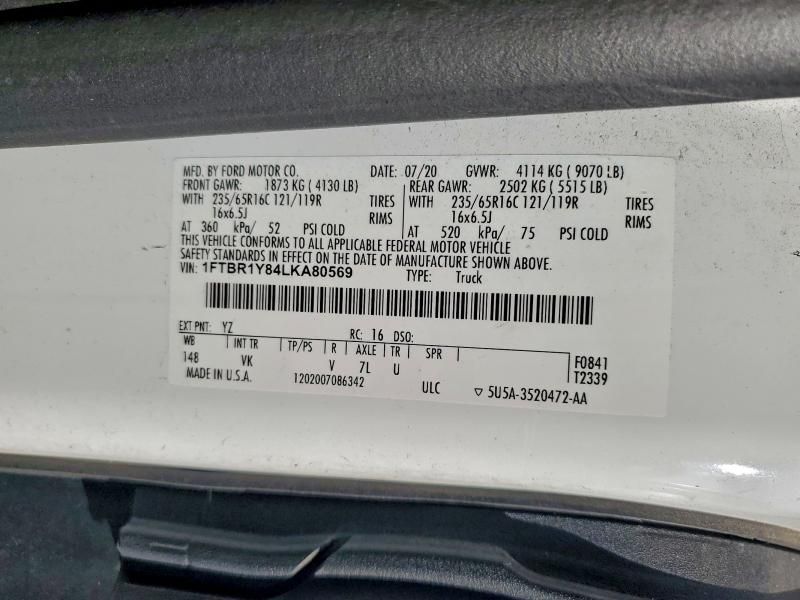 MFD. BY FORD MOTOR CO. DATE: 07/20 GVWR: 4114 KG ( 9070 LB)
FRONT GAWR: 1873 KG ( 4130 LB) REAR GAWR: 2502 KG ( 5515 LB)
WITH 235/65R16C 121/119R TIRES WITH 235/65R16C 121/119R TIRES
16x6.5J RIMS 16x6.5J RIMS
AT 360 kPa/ 52 PSI COLD AT 520 kPa/ 75 PSI COLD
THIS VEHICLE CONFORMS TO ALL APPLICABLE FEDERAL MOTOR VEHICLE
SAFETY STANDARDS IN EFFECT ON THE DATE OF MANUFACTURE SHOWN ABOVE.
VIN: 1FTBR1Y84LKA80569 TYPE: Truck
EXT PNT: YZ RC: 16 DSO:
WB INT TR TP/PS R AXLE TR SPR F0841
148 VK V 7L U T2339
MADE IN U.S.A. 1202007086342 ULC ▽ 5U5A-3520472-AA